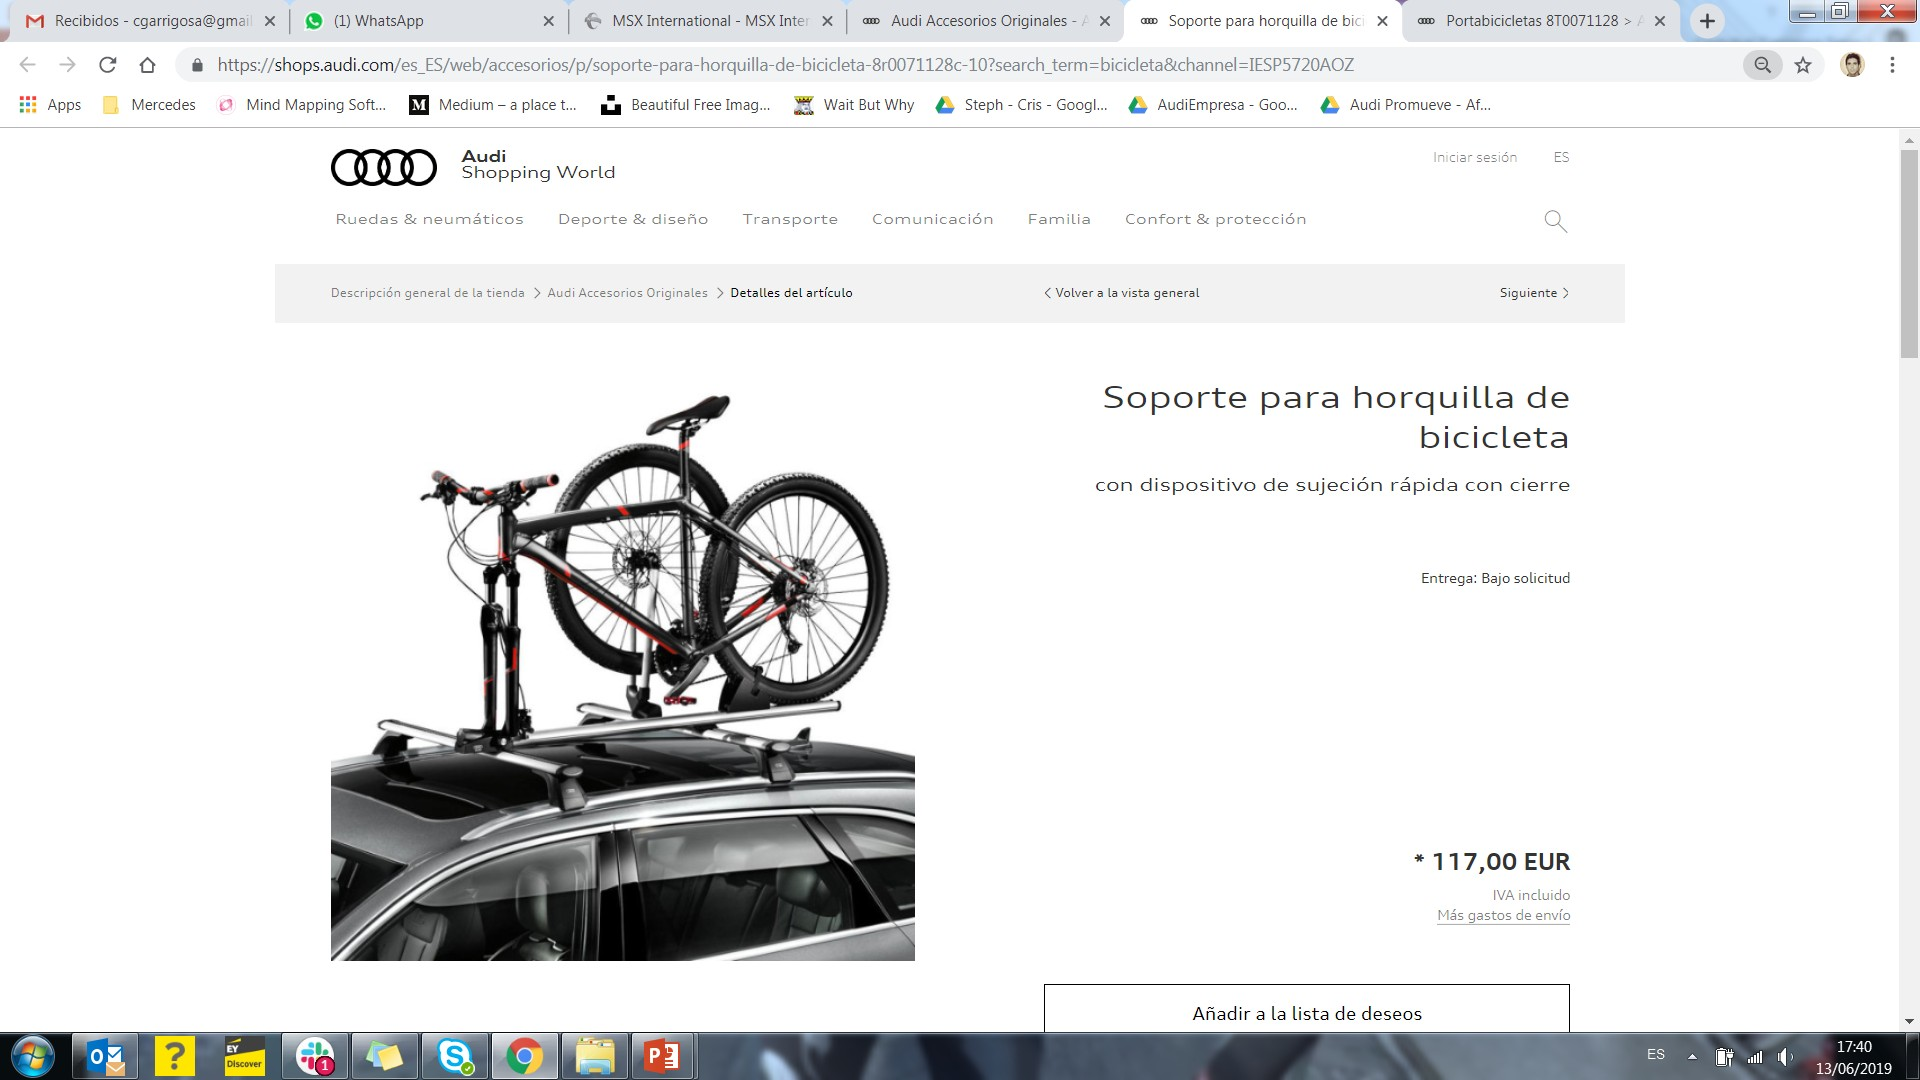 Recibidos - cgarrigosa@gmail
(1) WhatsApp
MSX International - MSX Inter
Audi Accesorios Originales - A
Soporte para horquilla de bici
Portabicicletas 8T0071128 > A
https://shops.audi.com/es_ES/web/accesorios/p/soporte-para-horquilla-de-bicicleta-8r0071128c-10?search_term=bicicleta&channel=IESP5720AOZ
Apps
Mercedes
Mind Mapping Soft...
Medium – a place t...
Beautiful Free Imag...
Wait But Why
Steph - Cris - Googl...
AudiEmpresa - Goo...
Audi Promueve - Af...
Audi
Shopping World
Iniciar sesión
ES
Ruedas & neumáticos
Deporte & diseño
Transporte
Comunicación
Familia
Confort & protección
Descripción general de la tienda > Audi Accesorios Originales > Detalles del artículo
< Volver a la vista general
Siguiente >
Soporte para horquilla de
bicicleta
con dispositivo de sujeción rápida con cierre
Entrega: Bajo solicitud
* 117,00 EUR
IVA incluido
Más gastos de envío
Añadir a la lista de deseos
EY
Discover
1
ES
17:40
13/06/2019